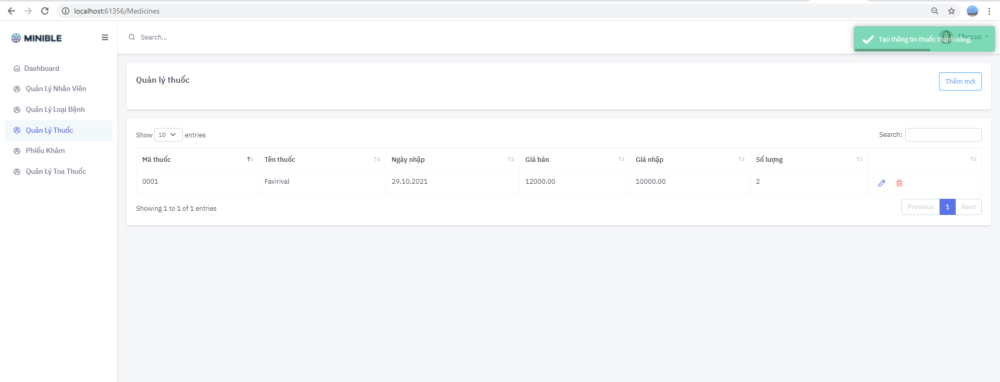 localhost:61356/Medicines
MINIBLE
Search...
Marcus
Tạo thông tin thuốc thành công.
Dashboard
Quản Lý Nhân Viên
Quản Lý Loại Bệnh
Quản Lý Thuốc
Phiếu Khám
Quản Lý Toa Thuốc
Quản lý thuốc
Thêm mới
Show 10 entries
Search:
Mã thuốc Tên thuốc Ngày nhập Giá bán Giá nhập Số lượng
0001 Favirival 29.10.2021 12000.00 10000.00 2
Showing 1 to 1 of 1 entries
Previous 1 Next